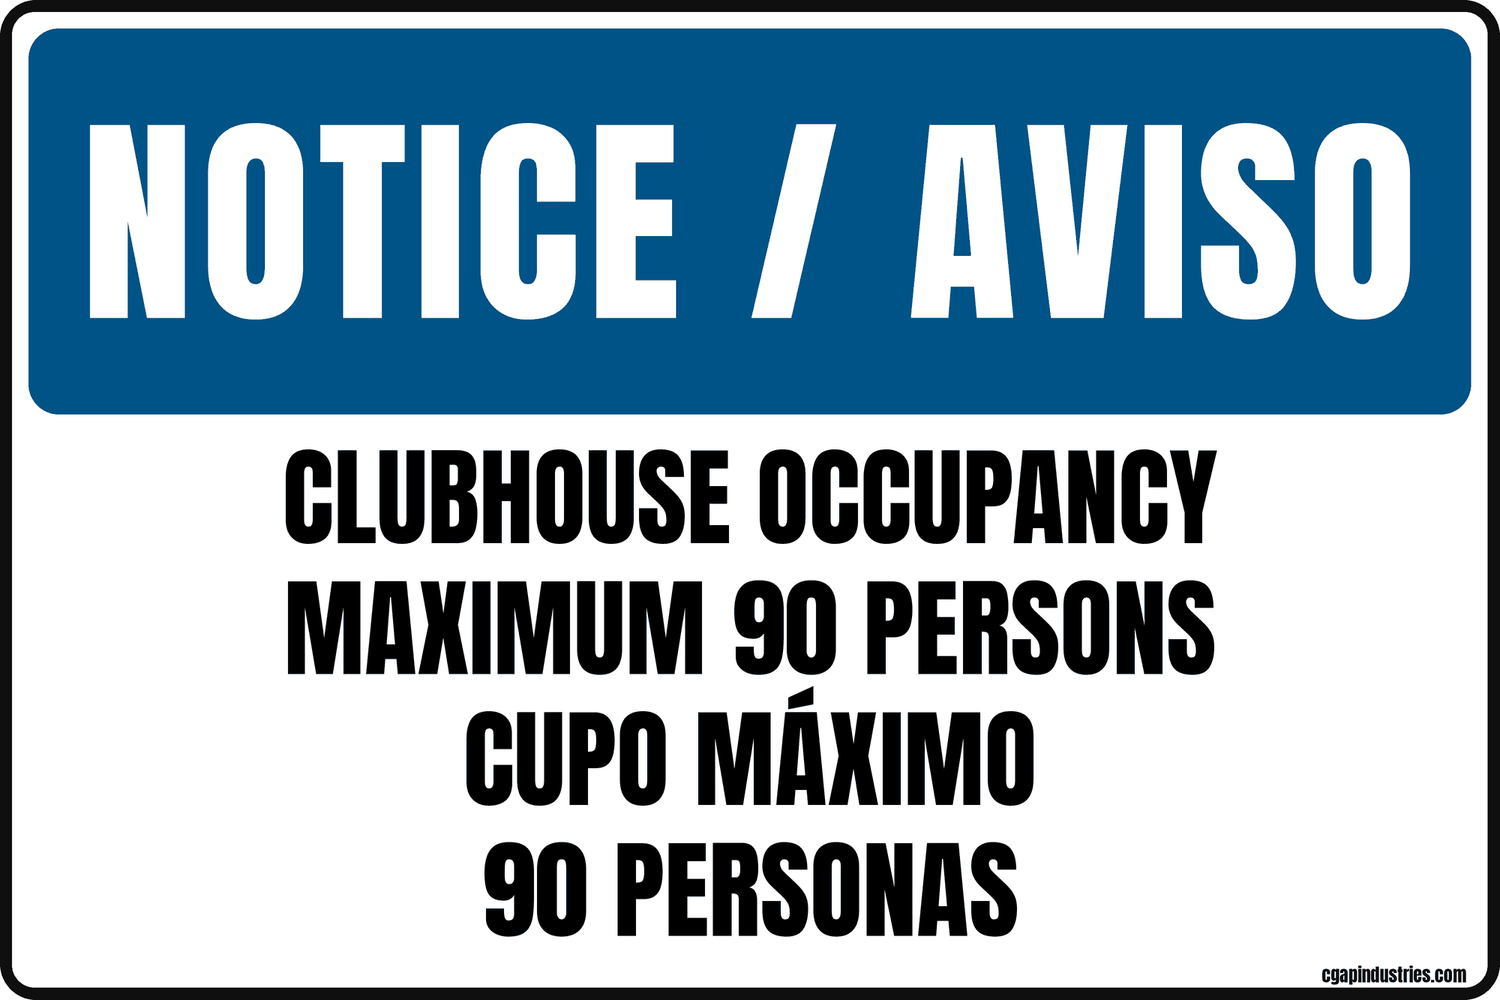 NOTICE / AVISO
CLUBHOUSE OCCUPANCY
MAXIMUM 90 PERSONS
CUPO MÁXIMO
90 PERSONAS
cgapindustries.com